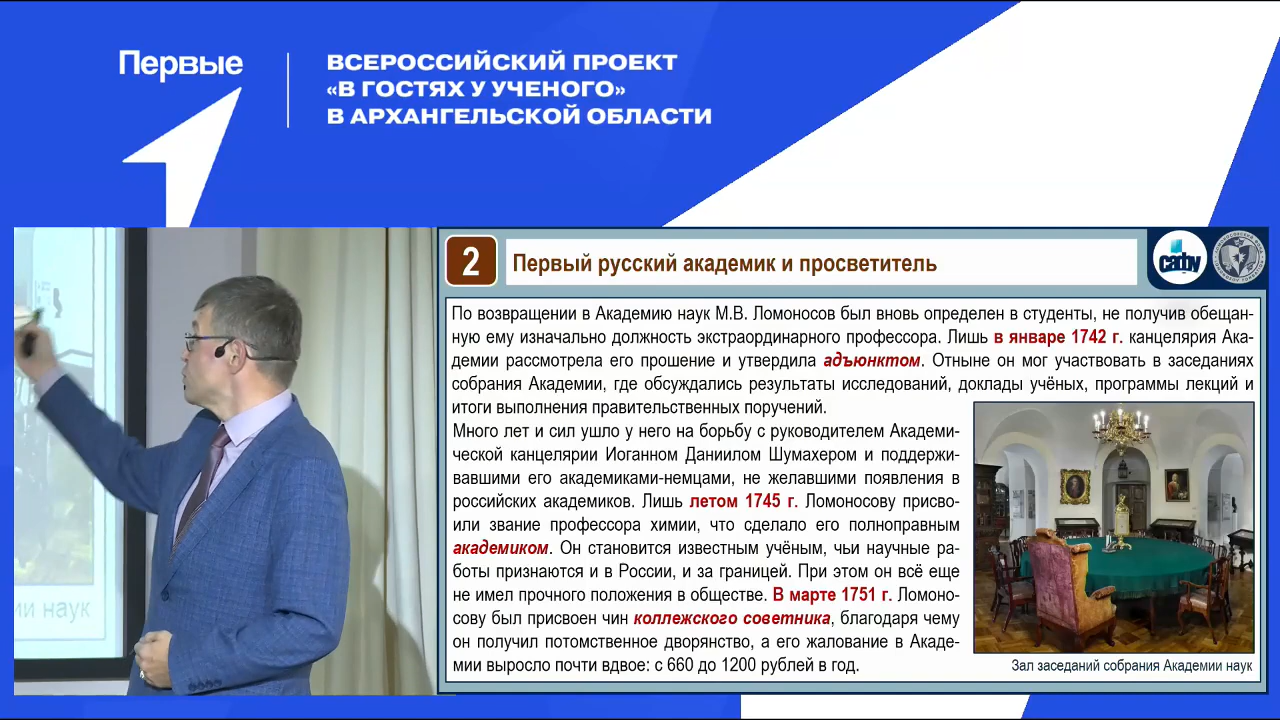 Первые
ВСЕРОССИЙСКИЙ ПРОЕКТ
«В ГОСТЯХ У УЧЕНОГО»
В АРХАНГЕЛЬСКОЙ ОБЛАСТИ
2
Первый русский академик и просветитель
сафу
По возвращении в Академию наук М.В. Ломоносов был вновь определен в студенты, не получив обещан-
ную ему изначально должность экстраординарного профессора. Лишь в январе 1742 г. канцелярия Ака-
демии рассмотрела его прошение и утвердила адъюнктом. Отныне он мог участвовать в заседаниях
собрания Академии, где обсуждались результаты исследований, доклады учёных, программы лекций и
итоги выполнения правительственных поручений.
Много лет и сил ушло у него на борьбу с руководителем Академи-
ческой канцелярии Иоганном Даниилом Шумахером и поддержи-
вавшими его академиками-немцами, не желавшими появления в
российских академиков. Лишь летом 1745 г. Ломоносову присво-
или звание профессора химии, что сделало его полноправным
академиком. Он становится известным учёным, чьи научные ра-
боты признаются и в России, и за границей. При этом он всё еще
не имел прочного положения в обществе. В марте 1751 г. Ломоно-
сову был присвоен чин коллежского советника, благодаря чему
он получил потомственное дворянство, а его жалование в Акаде-
мии выросло почти вдвое: с 660 до 1200 рублей в год.
Зал заседаний собрания Академии наук
ии наук